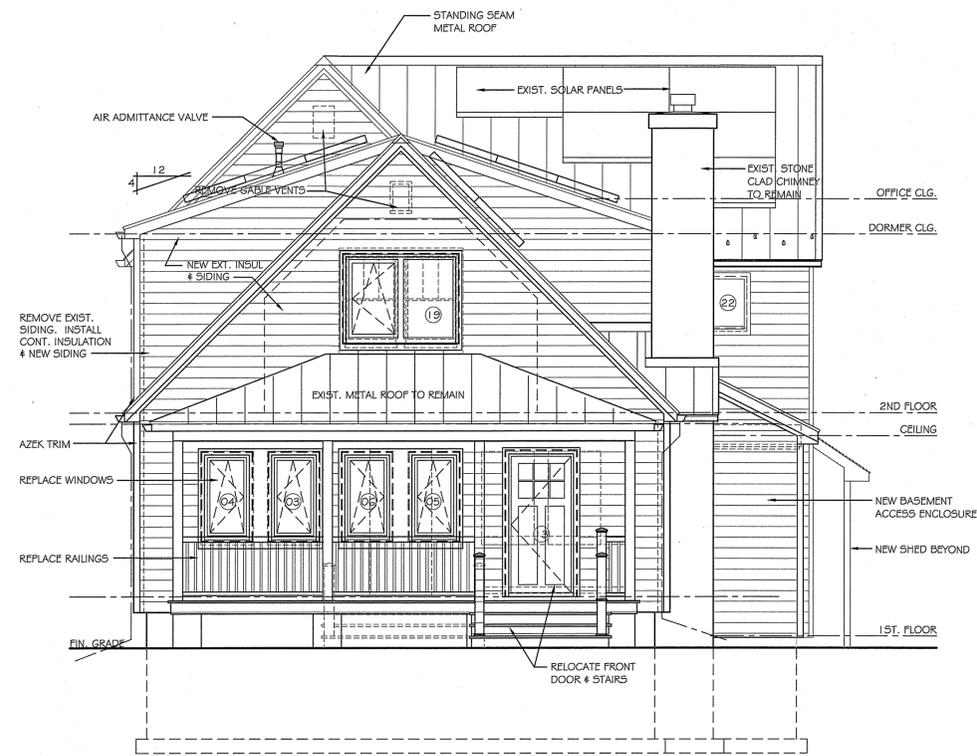 STANDING SEAM
METAL ROOF
EXIST. SOLAR PANELS
AIR ADMITTANCE VALVE
12
4
REMOVE GABLE VENTS
EXIST. STONE
CLAD CHIMNEY
TO REMAIN
OFFICE CLG.
DORMER CLG.
NEW EXT. INSUL
& SIDING
19
22
REMOVE EXIST.
SIDING. INSTALL
CONT. INSULATION
& NEW SIDING
EXIST. METAL ROOF TO REMAIN
2ND FLOOR
CEILING
AZEK TRIM
REPLACE WINDOWS
04
03
06
05
NEW BASEMENT
ACCESS ENCLOSURE
REPLACE RAILINGS
NEW SHED BEYOND
1ST. FLOOR
FIN. GRADE
RELOCATE FRONT
DOOR & STAIRS